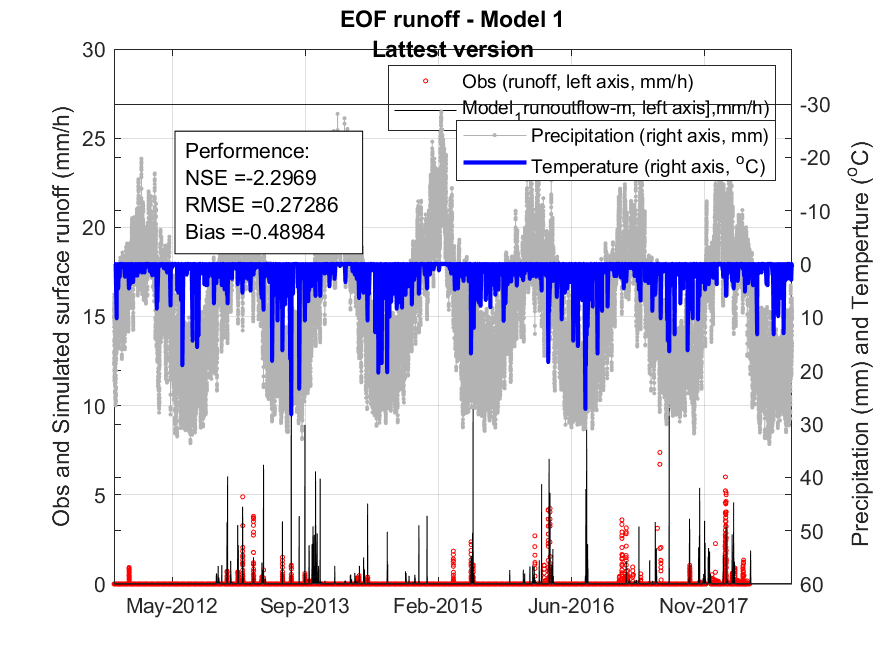 EOF runoff - Model 1
Lattest version
Obs (runoff, left axis, mm/h)
Model1runoutflow-m, left axis],mm/h)
Precipitation (right axis, mm)
Temperature (right axis, °C)
Performence:
NSE =-2.2969
RMSE =0.27286
Bias =-0.48984
Obs and Simulated surface runoff (mm/h)
30
25
20
15
10
5
0
-30
-20
-10
0
10
20
30
40
50
60
Precipitation (mm) and Temperture (°C)
May-2012 Sep-2013 Feb-2015 Jun-2016 Nov-2017